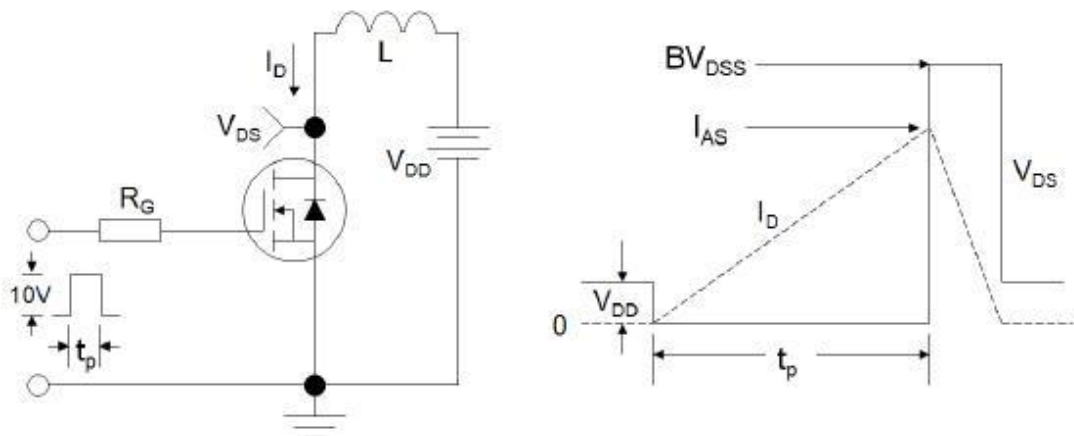 L
I_D
V_DS
V_DD
R_G
10V
t_p
BV_DSS
I_AS
V_DS
I_D
V_DD
0
t_p